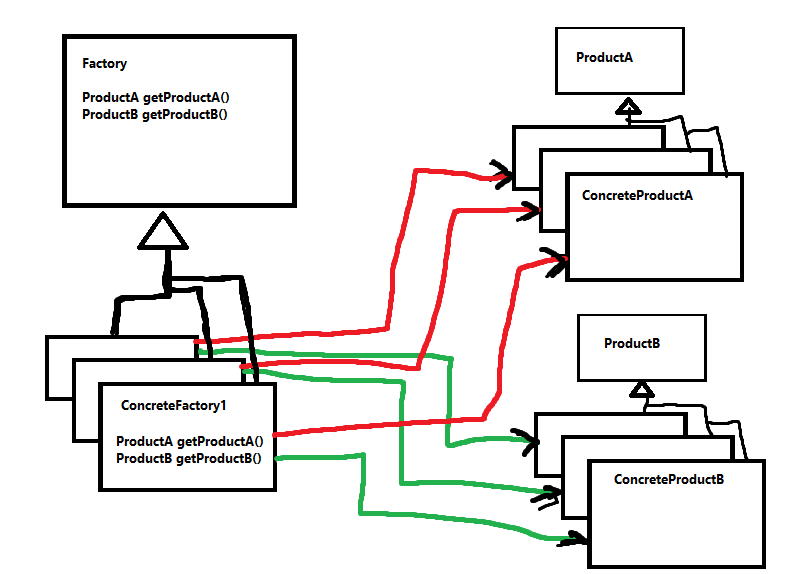 Factory
ProductA getProductA()
ProductB getProductB()
ProductA
ConcreteProductA
ProductB
ConcreteProductB
ConcreteFactory1
ProductA getProductA()
ProductB getProductB()